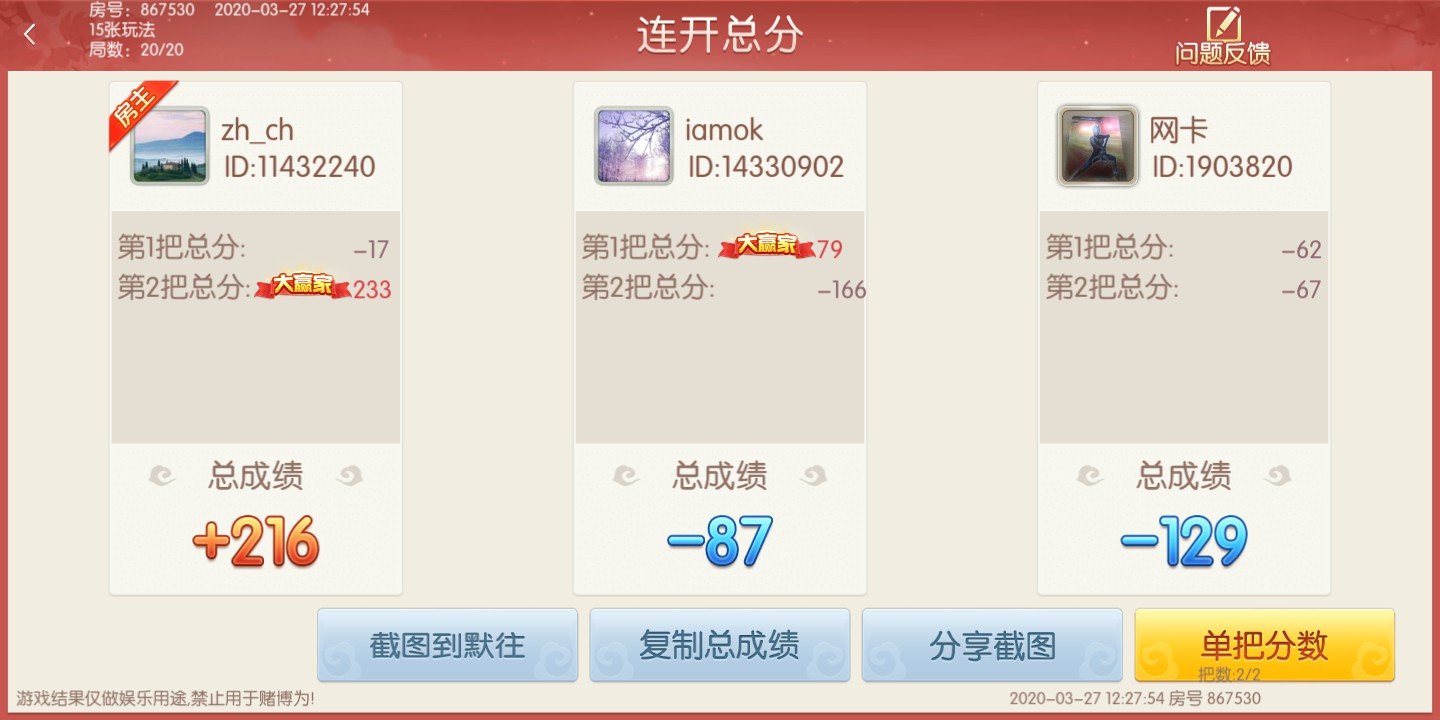 房号：867530 2020-03-27 12:27:54
15张玩法
局数：20/20
连开总分
问题反馈
房主
zh_ch
ID:11432240
第1把总分: -17
第2把总分: 大赢家 233
总成绩
+216
iamok
ID:14330902
第1把总分: 大赢家 79
第2把总分: -166
总成绩
-87
网卡
ID:1903820
第1把总分: -62
第2把总分: -67
总成绩
-129
截图到默往
复制总成绩
分享截图
单把分数
把数:2/2
游戏结果仅做娱乐用途,禁止用于赌博为!
2020-03-27 12:27:54 房号 867530